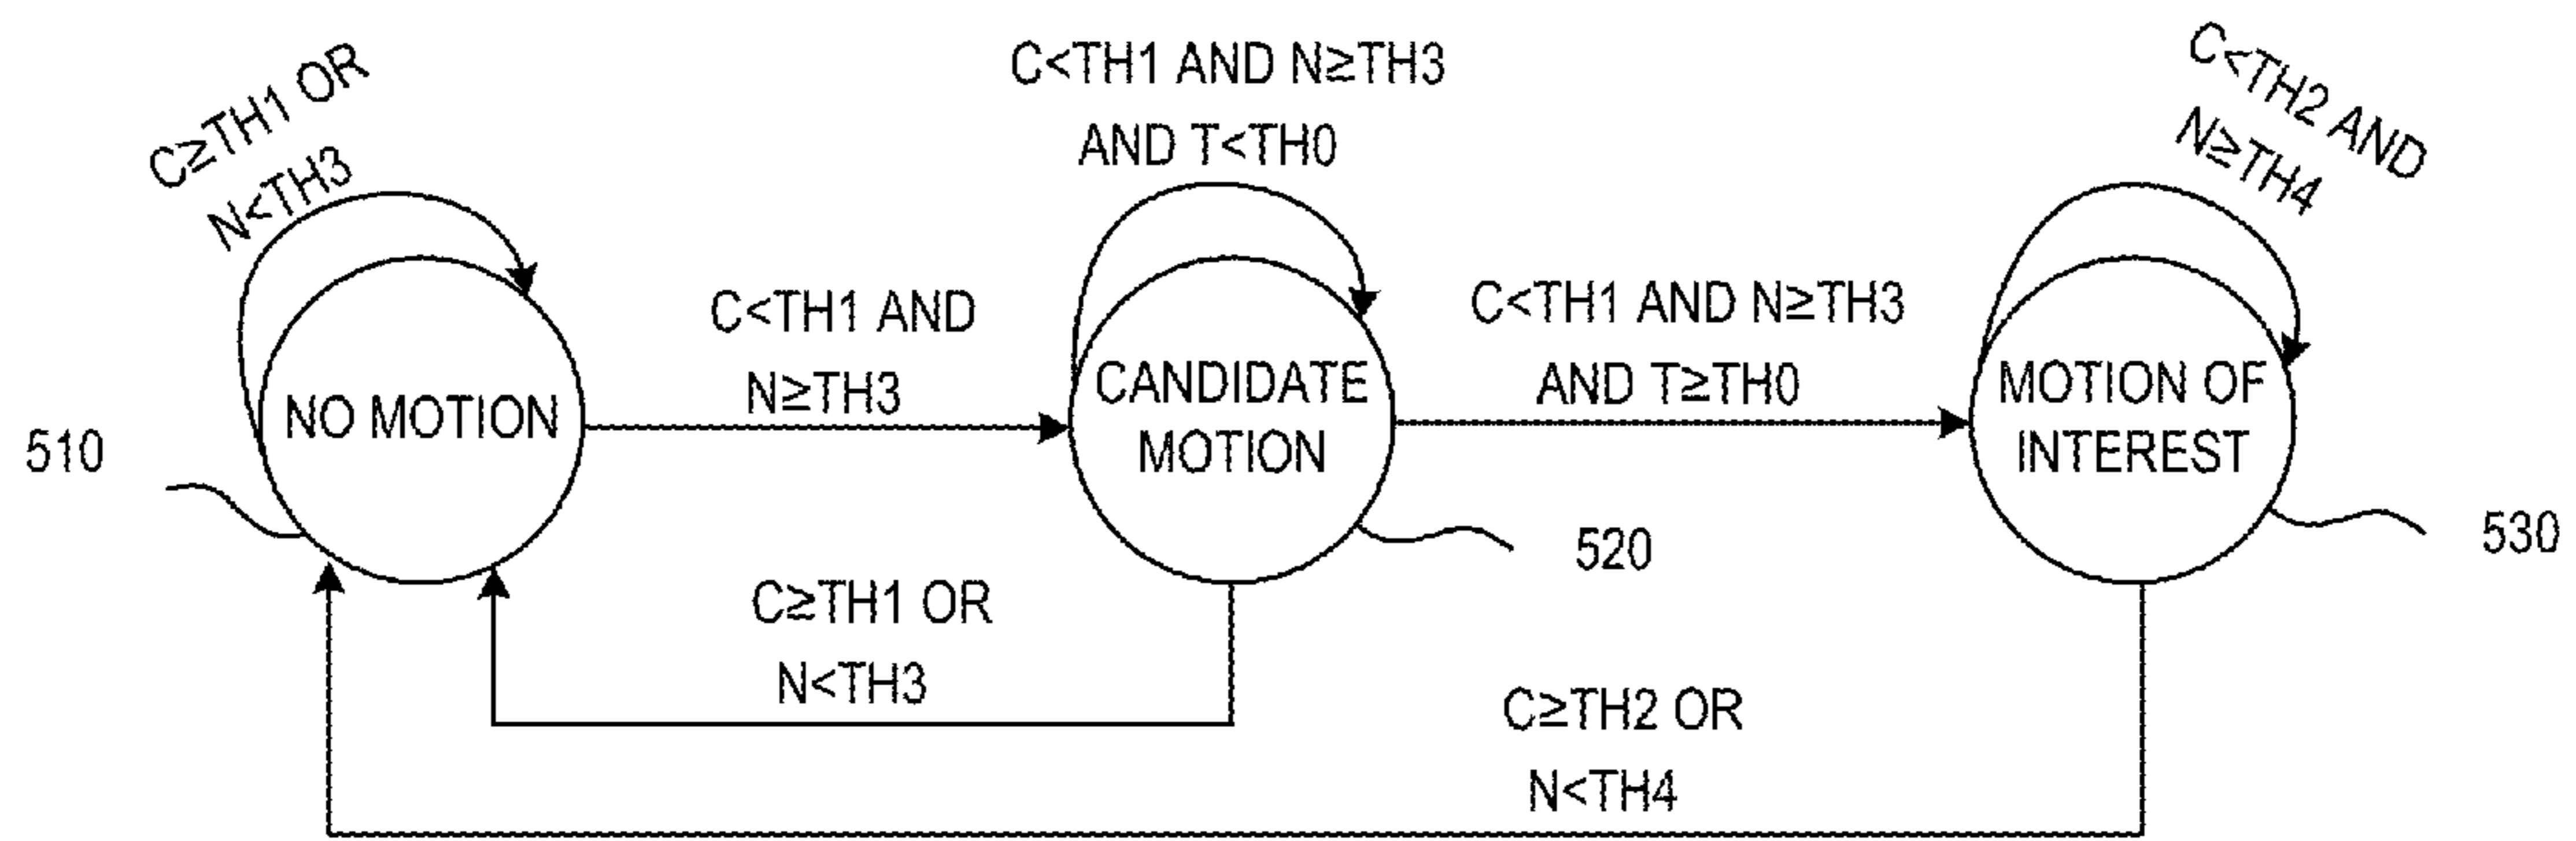 C≥TH1 OR
N<TH3
C<TH1 AND N≥TH3
AND T<TH0
C<TH2 AND
N≥TH4
C<TH1 AND
N≥TH3
C<TH1 AND N≥TH3
AND T≥TH0
NO MOTION
CANDIDATE
MOTION
MOTION OF
INTEREST
510
520
530
C≥TH1 OR
N<TH3
C≥TH2 OR
N<TH4